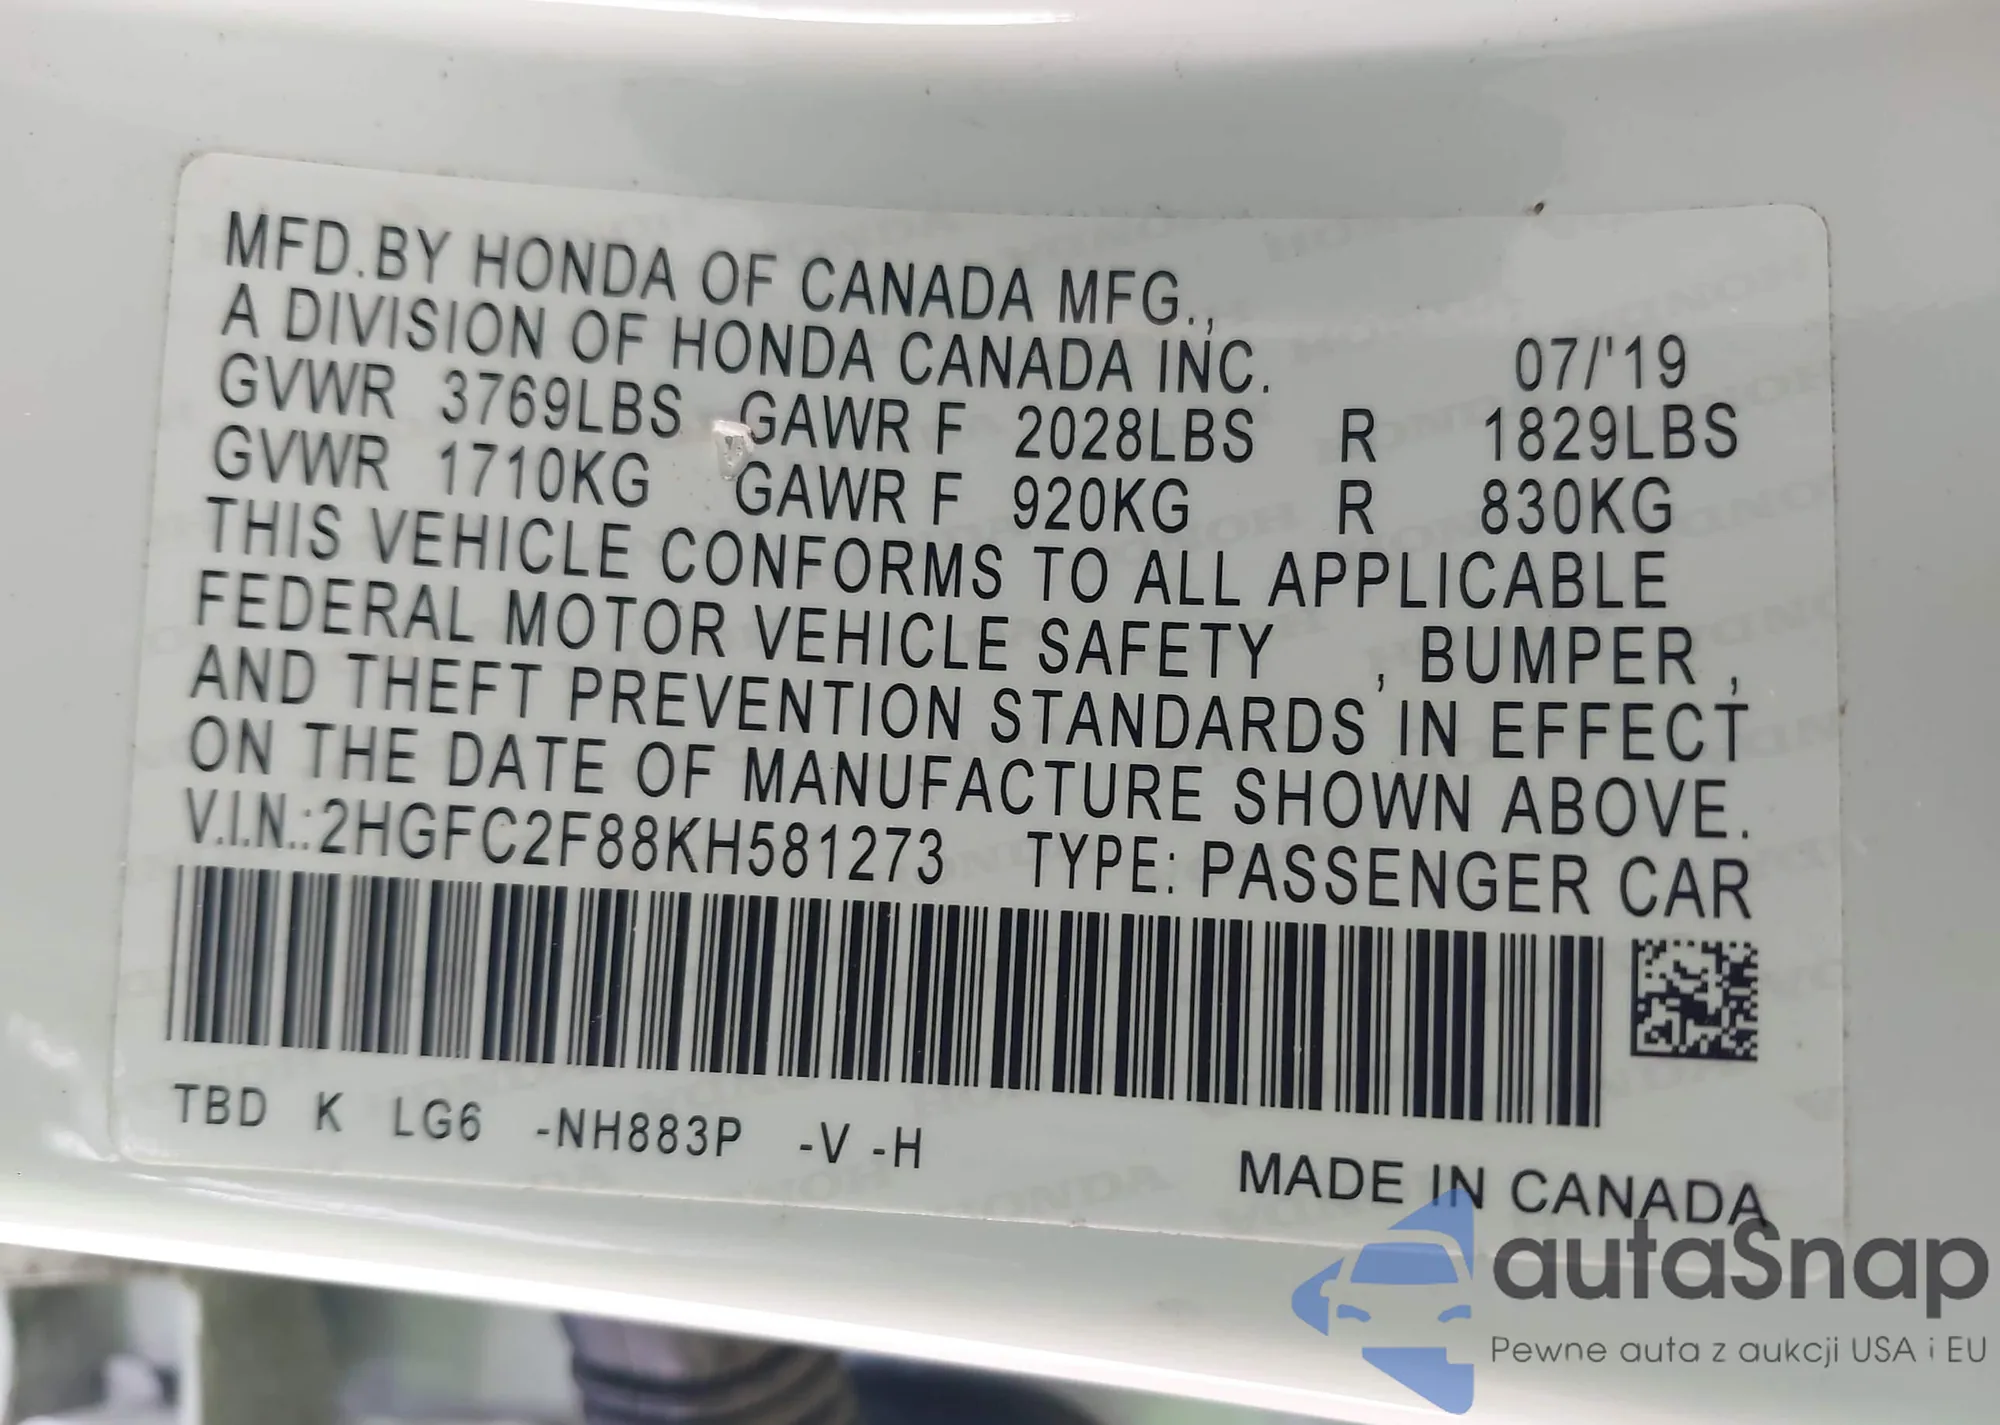 MFD.BY HONDA OF CANADA MFG.,
A DIVISION OF HONDA CANADA INC. 07/'19
GVWR 3769LBS GAWR F 2028LBS R 1829LBS
GVWR 1710KG GAWR F 920KG R 830KG
THIS VEHICLE CONFORMS TO ALL APPLICABLE
FEDERAL MOTOR VEHICLE SAFETY , BUMPER ,
AND THEFT PREVENTION STANDARDS IN EFFECT
ON THE DATE OF MANUFACTURE SHOWN ABOVE.
V.I.N.:2HGFC2F88KH581273 TYPE: PASSENGER CAR
TBD K LG6 -NH883P -V -H
MADE IN CANADA
autaSnap
Pewne auta z aukcji USA i EU